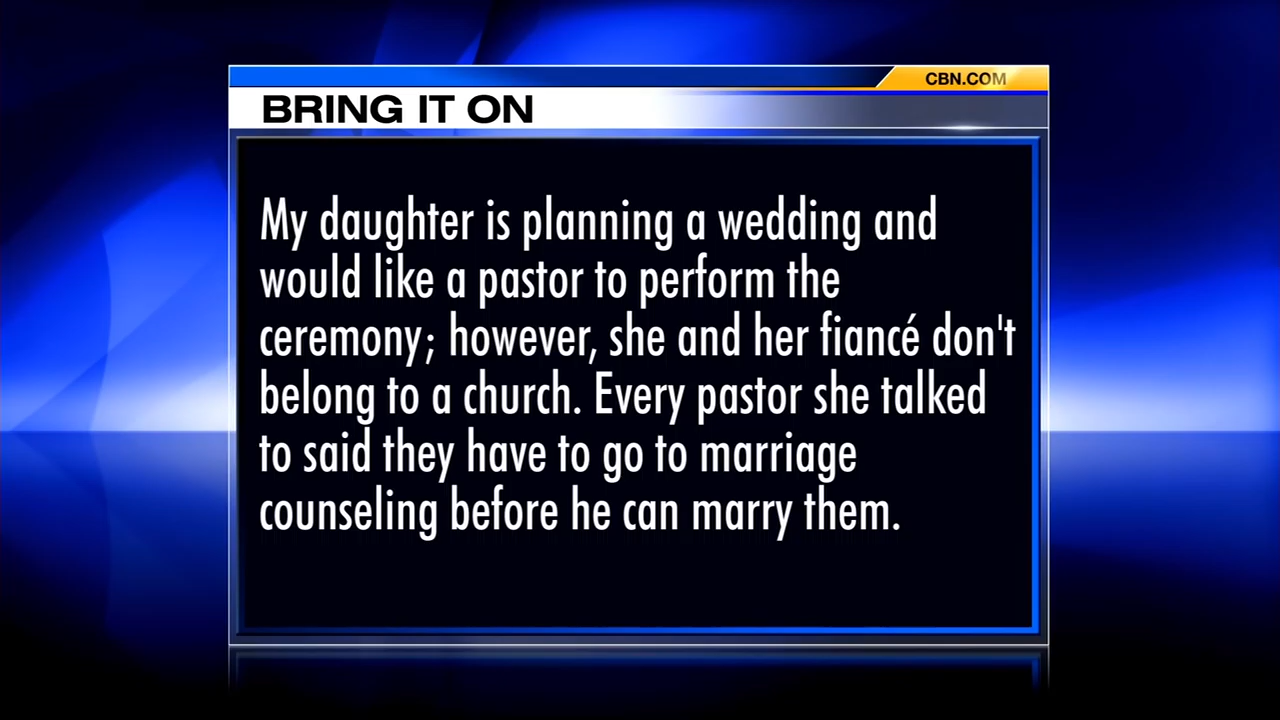 CBN.COM
BRING IT ON
My daughter is planning a wedding and
would like a pastor to perform the
ceremony; however, she and her fiancé don't
belong to a church. Every pastor she talked
to said they have to go to marriage
counseling before he can marry them.